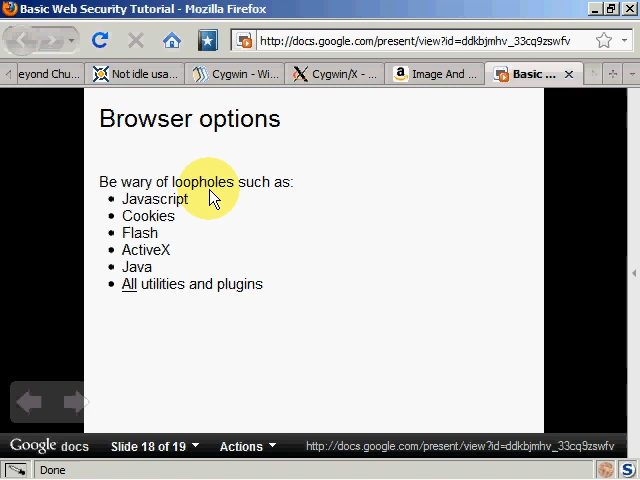 Basic Web Security Tutorial - Mozilla Firefox
http://docs.google.com/present/view?id=ddkbjmhv_33cq9zswfv
eyond Chu...
Not idle usa...
Cygwin - Wi...
Cygwin/X - ...
Image And ...
Basic ...
Browser options
Be wary of loopholes such as:
Javascript
Cookies
Flash
ActiveX
Java
All utilities and plugins
Google docs
Slide 18 of 19
Actions
http://docs.google.com/present/view?id=ddkbjmhv_33cq9zswfv
Done